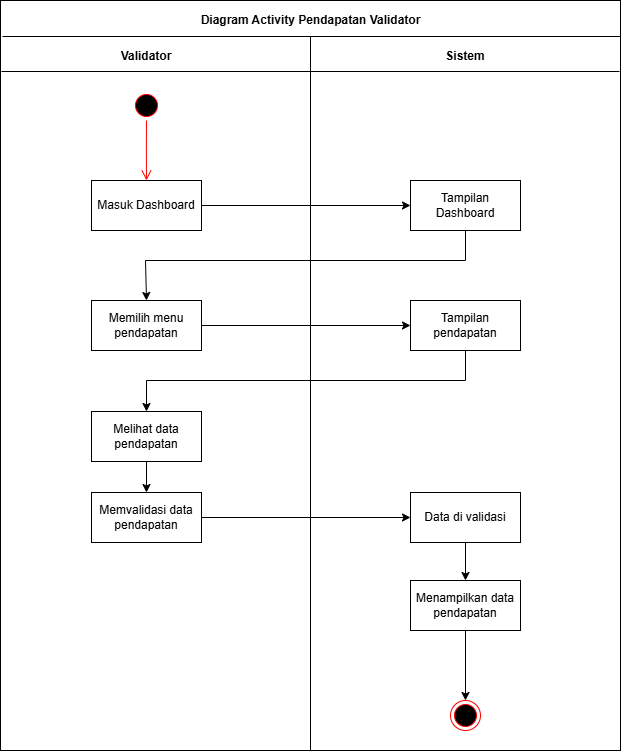 Diagram Activity Pendapatan Validator
Validator
Sistem
Masuk Dashboard
Tampilan
Dashboard
Memilih menu
pendapatan
Tampilan
pendapatan
Melihat data
pendapatan
Memvalidasi data
pendapatan
Data di validasi
Menampilkan data
pendapatan